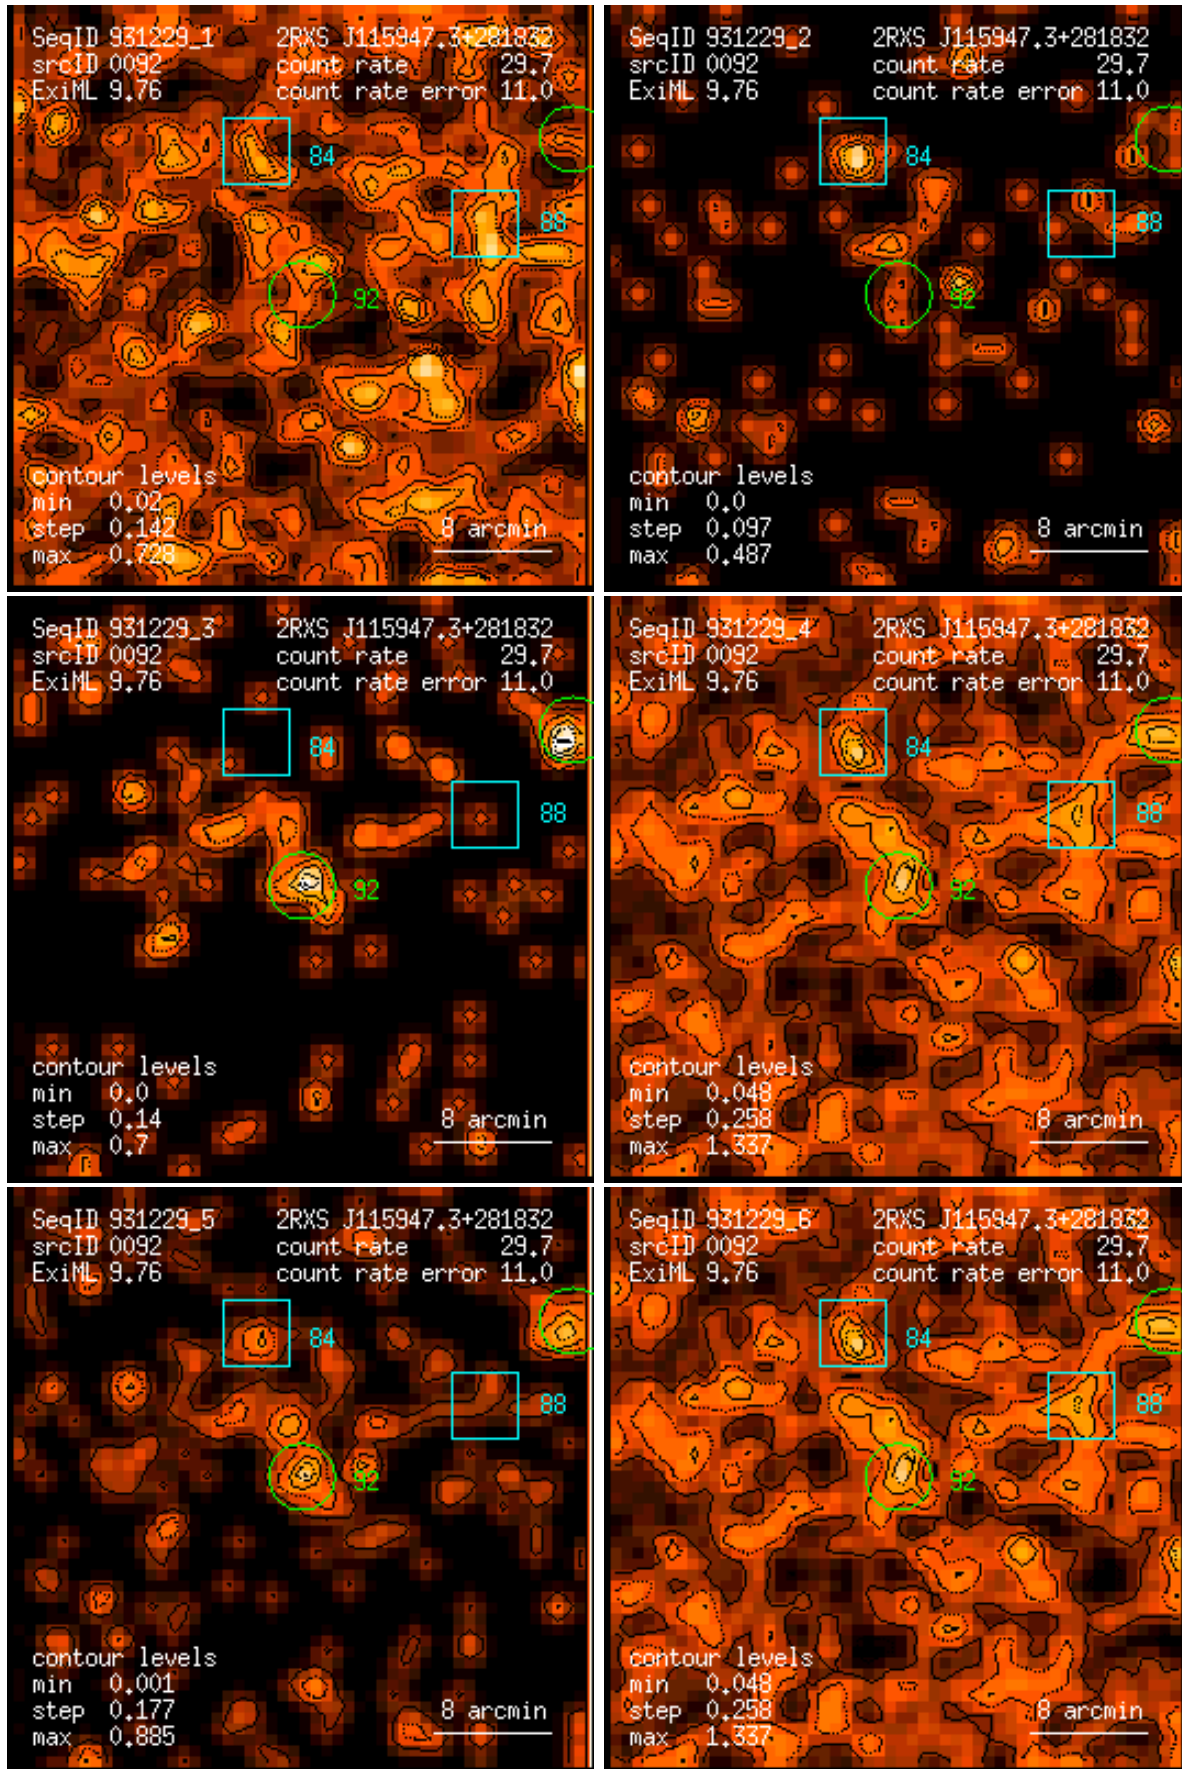 SeqID 931229_1 2RXS J115947.3+281832
srcID 0092 count rate 29.7
ExiML 9.76 count rate error 11.0
84
88
92
contour levels
min 0.02
step 0.142 8 arcmin
max 0.728
SeqID 931229_2 2RXS J115947.3+281832
srcID 0092 count rate 29.7
ExiML 9.76 count rate error 11.0
84
88
92
contour levels
min 0.0
step 0.097 8 arcmin
max 0.487
SeqID 931229_3 2RXS J115947.3+281832
srcID 0092 count rate 29.7
ExiML 9.76 count rate error 11.0
84
88
92
contour levels
min 0.0
step 0.14 8 arcmin
max 0.7
SeqID 931229_4 2RXS J115947.3+281832
srcID 0092 count rate 29.7
ExiML 9.76 count rate error 11.0
84
88
92
contour levels
min 0.048
step 0.258 8 arcmin
max 1.337
SeqID 931229_5 2RXS J115947.3+281832
srcID 0092 count rate 29.7
ExiML 9.76 count rate error 11.0
84
88
92
contour levels
min 0.001
step 0.177 8 arcmin
max 0.885
SeqID 931229_6 2RXS J115947.3+281832
srcID 0092 count rate 29.7
ExiML 9.76 count rate error 11.0
84
88
92
contour levels
min 0.048
step 0.258 8 arcmin
max 1.337